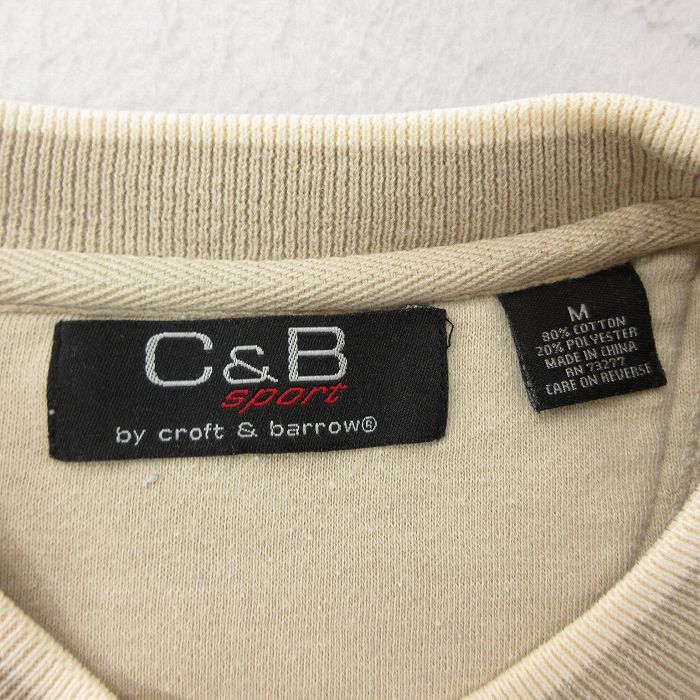 C&B
sport
by croft & barrow®
M
80% COTTON
20% POLYESTER
MADE IN CHINA
RN 73277
CARE ON REVERSE